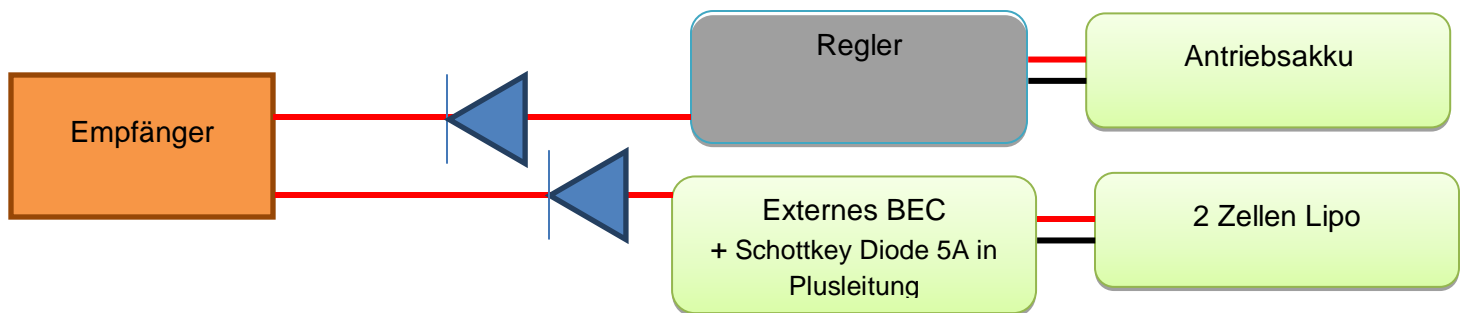 Regler
Antriebsakku
Empfänger
Externes BEC
+ Schottkey Diode 5A in
Plusleitung
2 Zellen Lipo